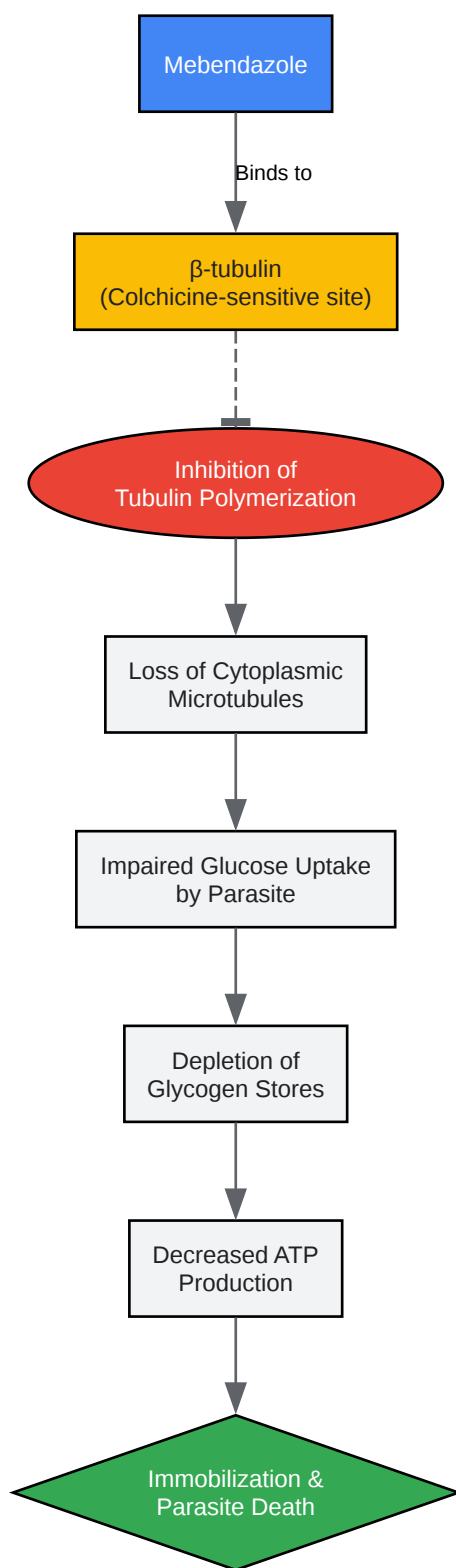 Mebendazole
Binds to
β-tubulin
(Colchicine-sensitive site)
Inhibition of
Tubulin Polymerization
Loss of Cytoplasmic
Microtubules
Impaired Glucose Uptake
by Parasite
Depletion of
Glycogen Stores
Decreased ATP
Production
Immobilization &
Parasite Death